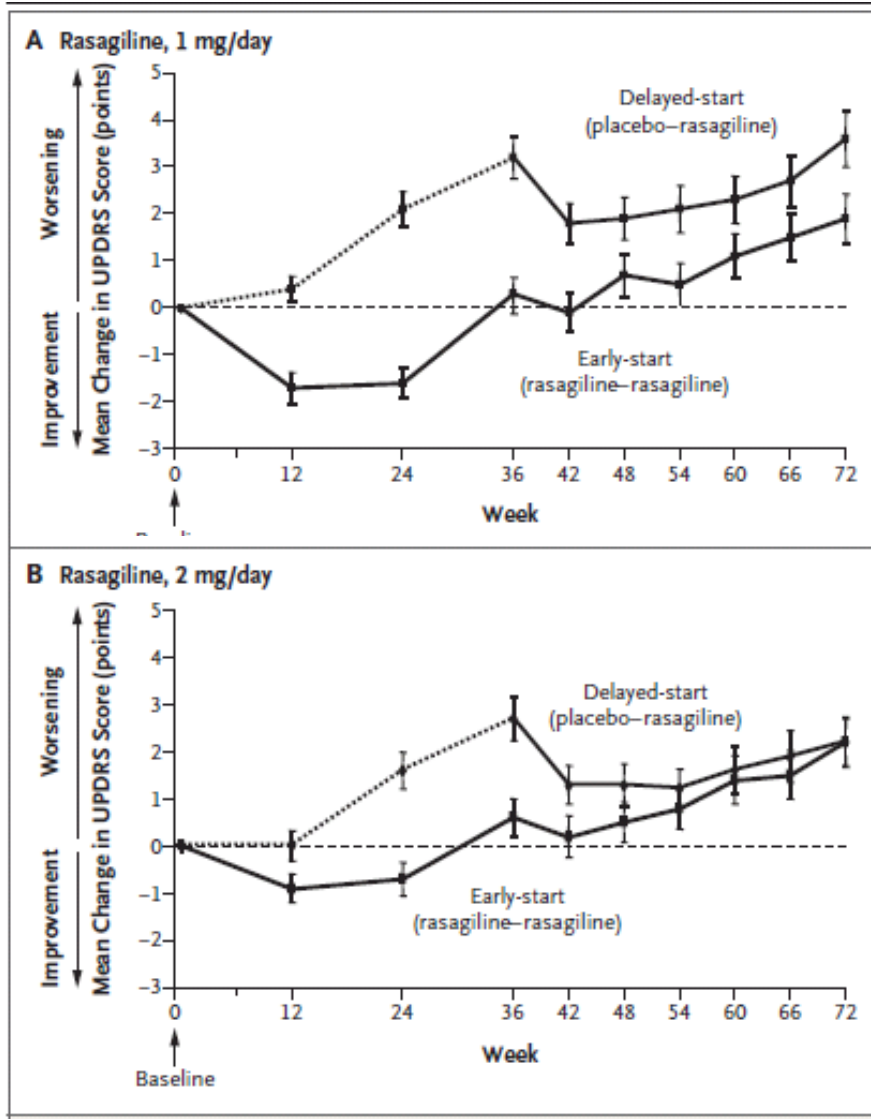 A Rasagiline, 1 mg/day
Worsening
Improvement
Mean Change in UPDRS Score (points)
5
4
3
2
1
0
−1
−2
−3
Delayed-start
(placebo–rasagiline)
Early-start
(rasagiline–rasagiline)
0 12 24 36 42 48 54 60 66 72
Week
B Rasagiline, 2 mg/day
Worsening
Improvement
Mean Change in UPDRS Score (points)
5
4
3
2
1
0
−1
−2
−3
Delayed-start
(placebo–rasagiline)
Early-start
(rasagiline–rasagiline)
0 12 24 36 42 48 54 60 66 72
Week
Baseline